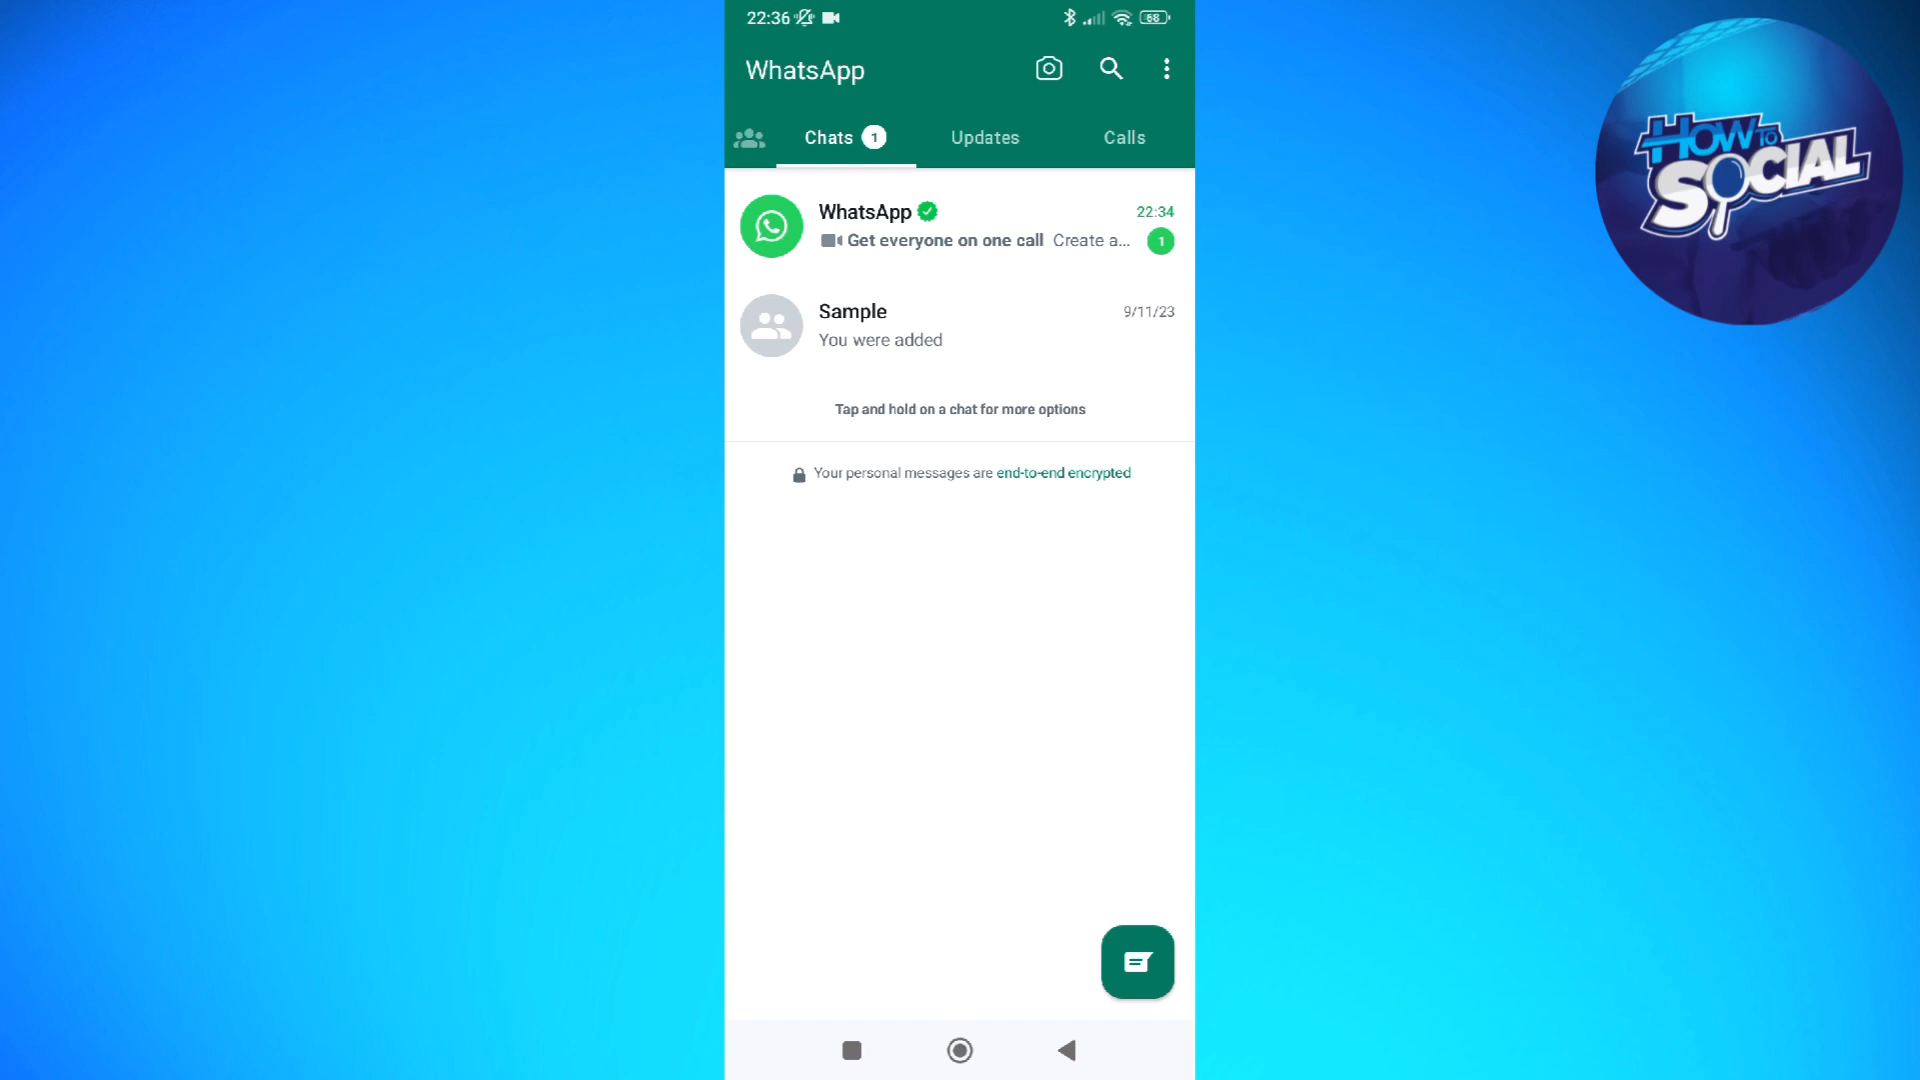 22:36
68
WhatsApp
Chats 1
Updates
Calls
WhatsApp
22:34
Get everyone on one call Create a...
1
Sample
9/11/23
You were added
Tap and hold on a chat for more options
Your personal messages are end-to-end encrypted
HOW TO
SOCIAL